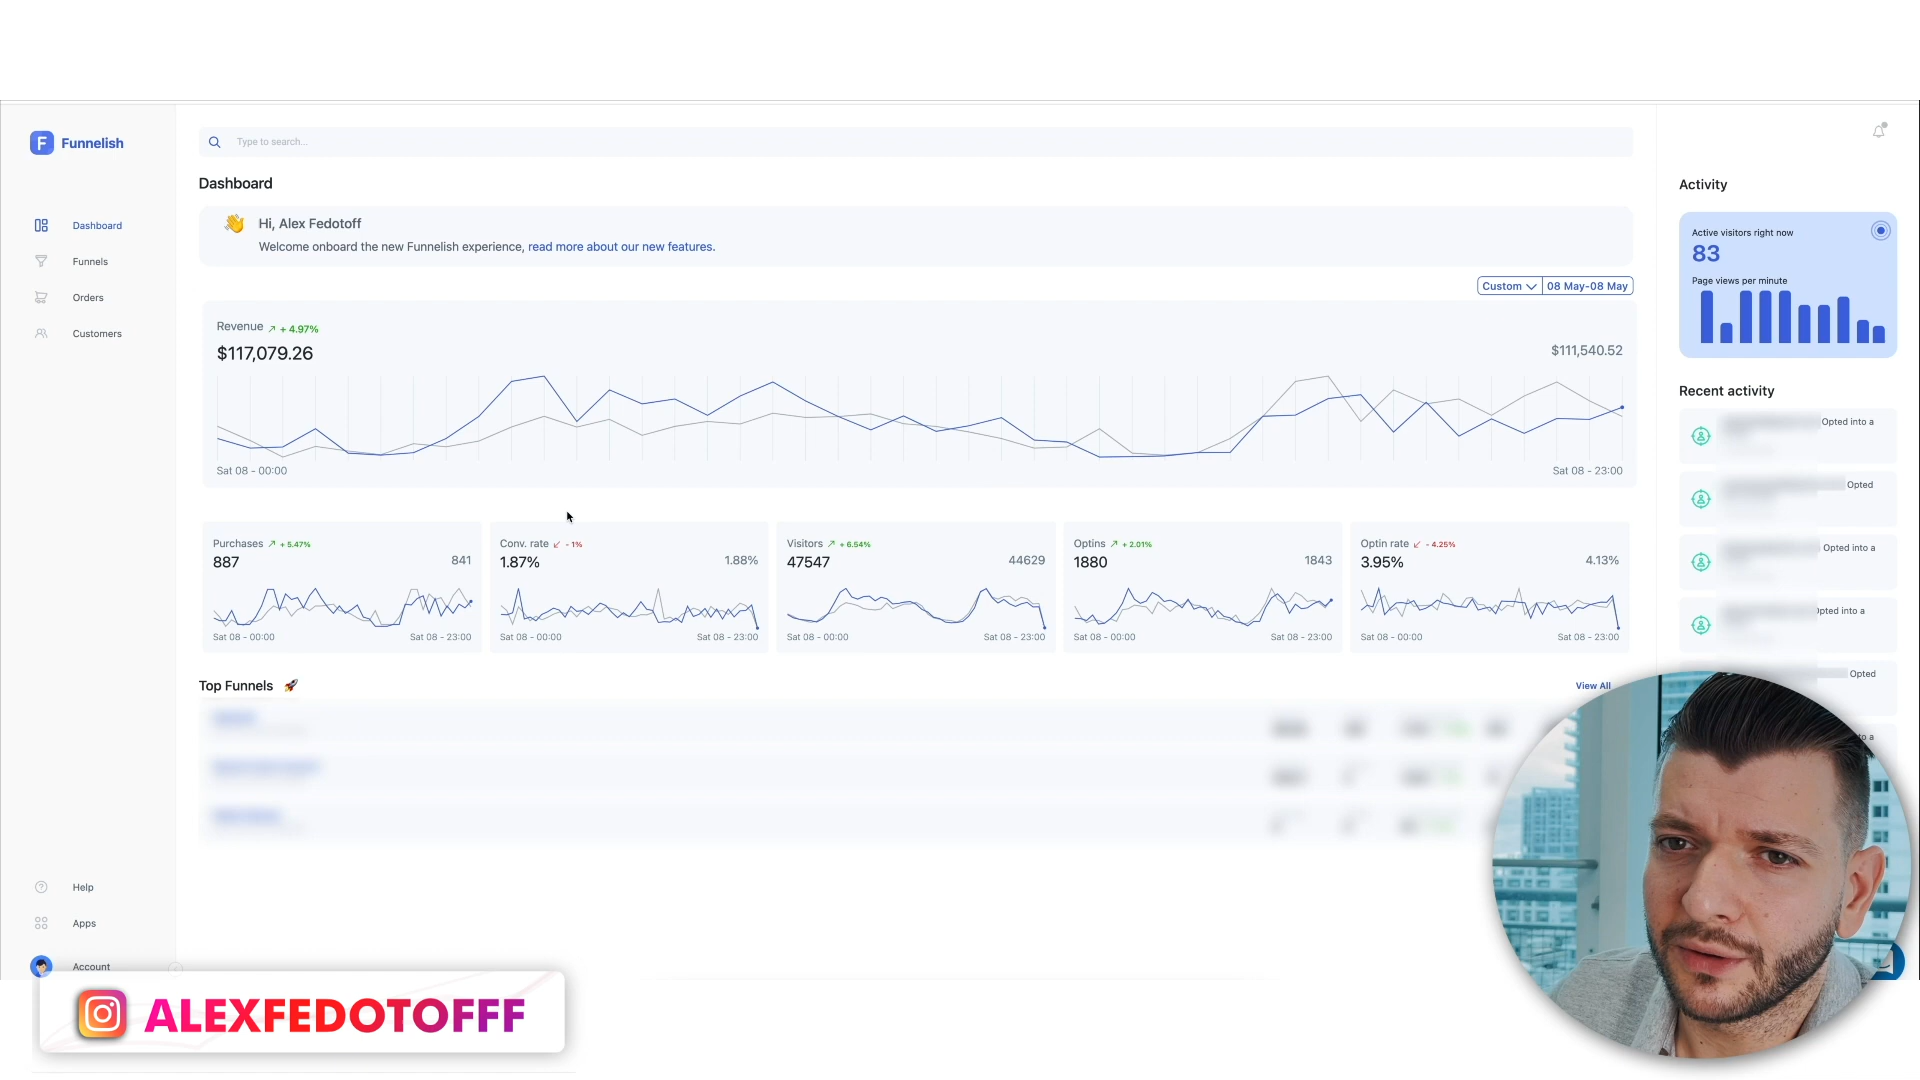 Funnelish
Type to search...
Dashboard
Funnels
Orders
Customers
Dashboard
Hi, Alex Fedotoff
Welcome onboard the new Funnelish experience, read more about our new features.
Custom 08 May-08 May
Revenue + 4.97%
$117,079.26 $111,540.52
Sat 08 - 00:00 Sat 08 - 23:00
Purchases + 5.47%
887 841
Sat 08 - 00:00 Sat 08 - 23:00
Conv. rate - 1%
1.87% 1.88%
Sat 08 - 00:00 Sat 08 - 23:00
Visitors + 6.54%
47547 44629
Sat 08 - 00:00 Sat 08 - 23:00
Optins + 2.01%
1880 1843
Sat 08 - 00:00 Sat 08 - 23:00
Optin rate - 4.25%
3.95% 4.13%
Sat 08 - 00:00 Sat 08 - 23:00
Top Funnels View All
Activity
Active visitors right now
83
Page views per minute
Recent activity
Opted into a
Opted
Opted into a
into a
Opted
to a
Help
Apps
Account
ALEXFEDOTOFFF